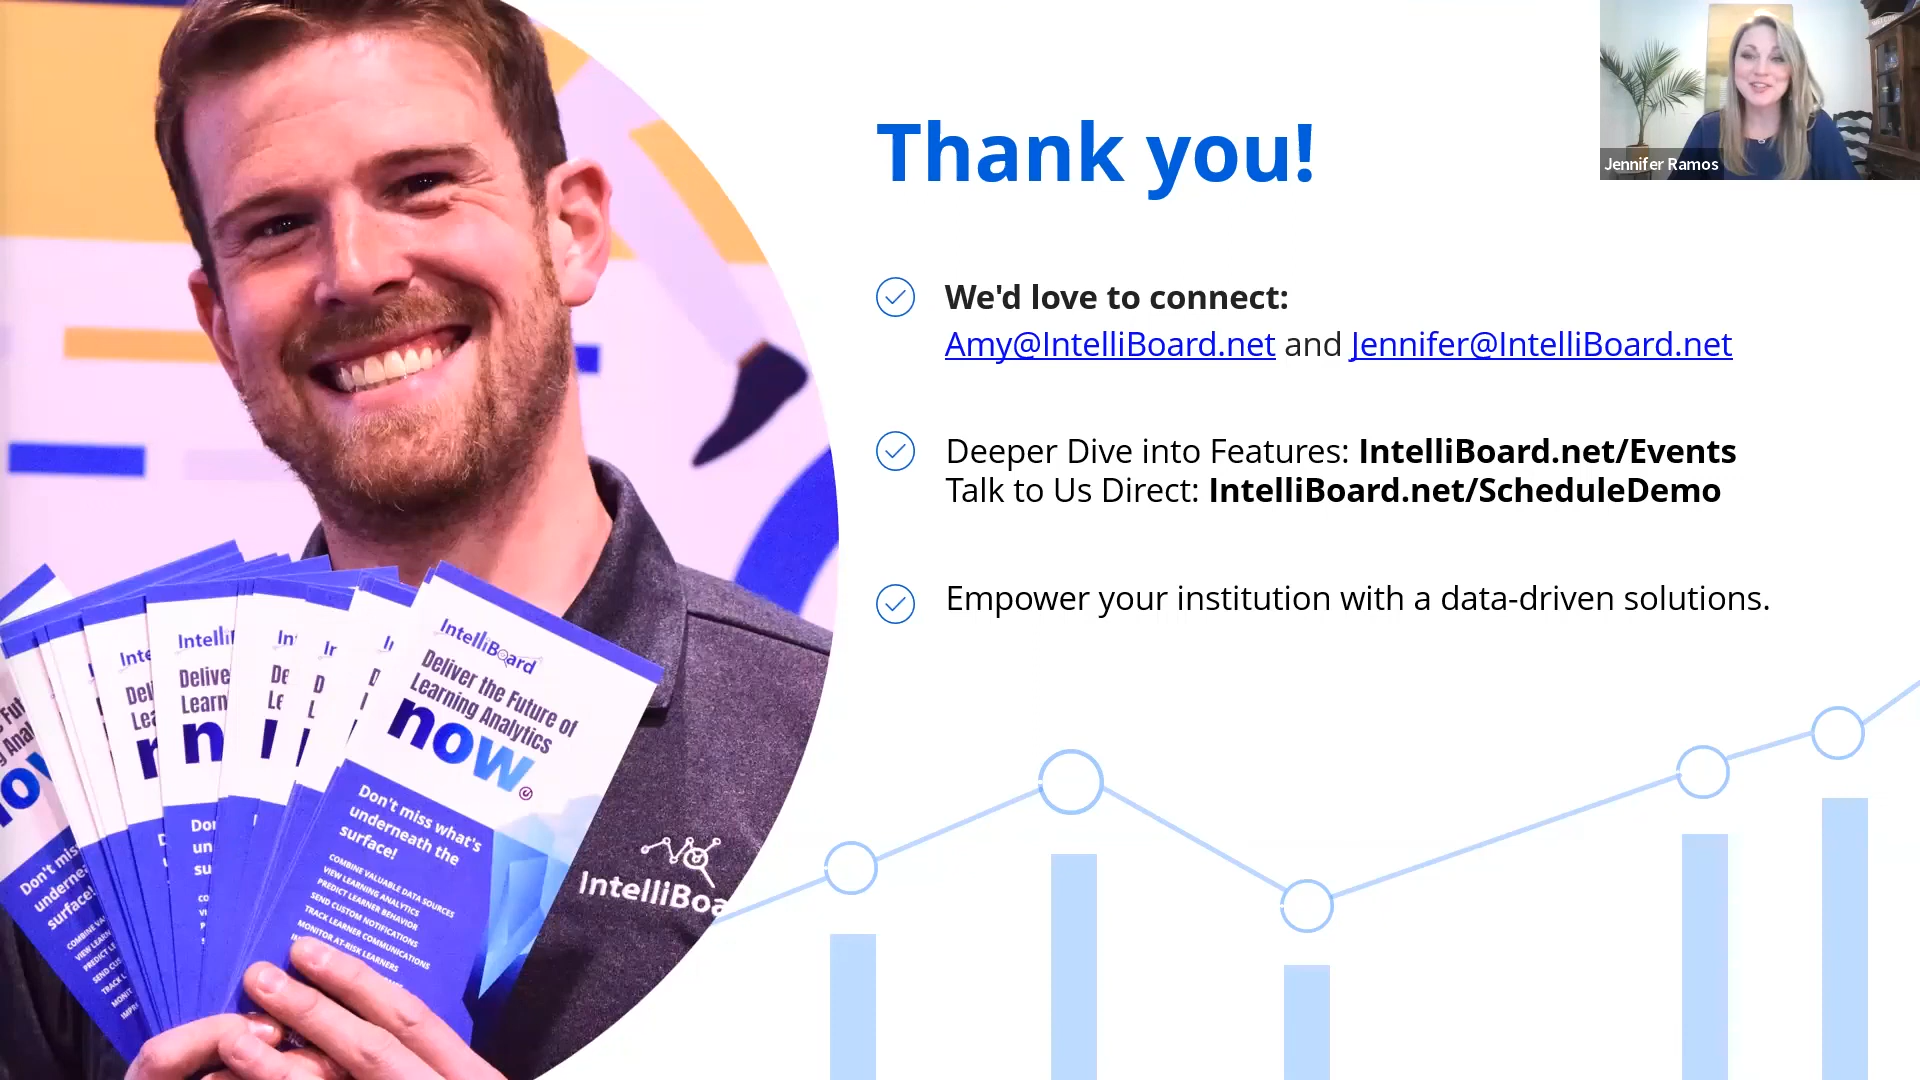 Thank you!
Jennifer Ramos
We'd love to connect:
Amy@IntelliBoard.net and Jennifer@IntelliBoard.net
Deeper Dive into Features: IntelliBoard.net/Events
Talk to Us Direct: IntelliBoard.net/ScheduleDemo
Empower your institution with a data-driven solutions.
IntelliBoard
Deliver the Future of
Learning Analytics
now
Don't miss what's
underneath the
surface!
COMBINE VALUABLE DATA SOURCES
VIEW LEARNING ANALYTICS
PREDICT LEARNER BEHAVIOR
SEND CUSTOM NOTIFICATIONS
TRACK LEARNER COMMUNICATIONS
MONITOR AT-RISK LEARNERS
IntelliBoa